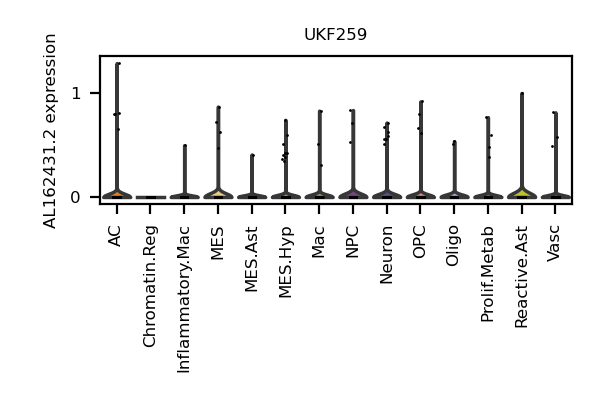 UKF259
AL162431.2 expression
1
0
AC
Chromatin.Reg
Inflammatory.Mac
MES
MES.Ast
MES.Hyp
Mac
NPC
Neuron
OPC
Oligo
Prolif.Metab
Reactive.Ast
Vasc